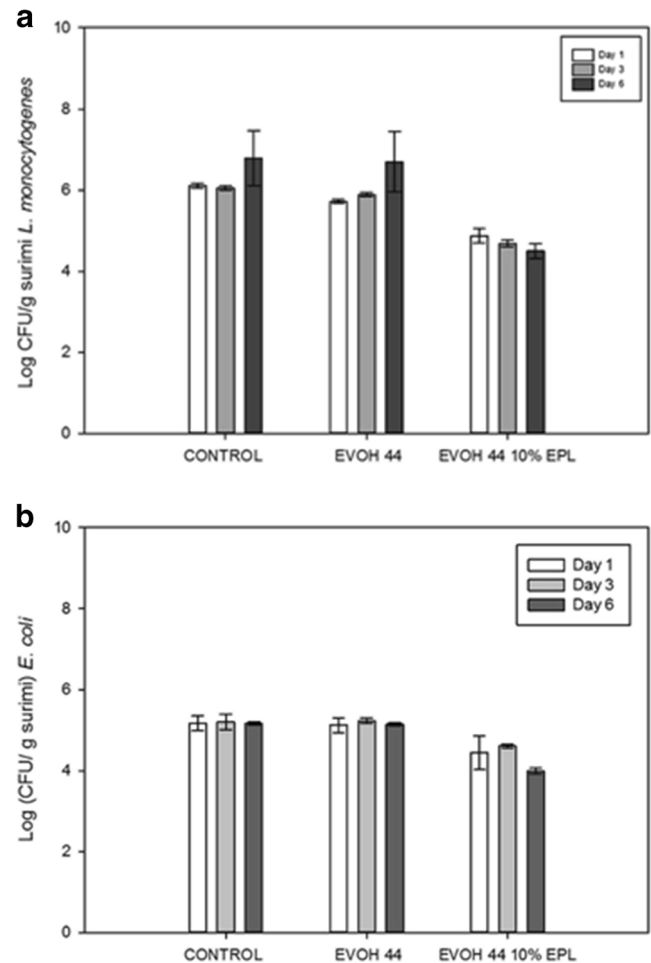 a
10
8
6
4
2
0
Log CFU/g surimi L. monocytogenes
Day 1
Day 3
Day 6
CONTROL
EVOH 44
EVOH 44 10% EPL
b
10
8
6
4
2
0
Log (CFU/ g surimi) E. coli
Day 1
Day 3
Day 6
CONTROL
EVOH 44
EVOH 44 10% EPL